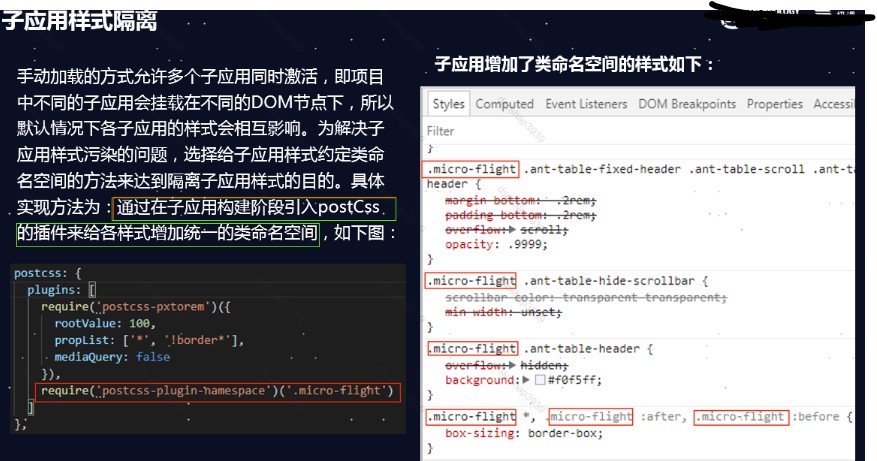 子应用样式隔离
手动加载的方式允许多个子应用同时激活，即项目
中不同的子应用会挂载在不同的DOM节点下，所以
默认情况下各子应用的样式会相互影响。为解决子
应用样式污染的问题，选择给子应用样式约定类命
名空间的方法来达到隔离子应用样式的目的。具体
实现方法为：通过在子应用构建阶段引入postCss
的插件来给各样式增加统一的类命名空间，如下图：
postcss: {
plugins: [
require('postcss-pxtorem')({
rootValue: 100,
propList: ['*', '!border*'],
mediaQuery: false
}),
require('postcss-plugin-namespace')('.micro-flight')
]
},
子应用增加了类命名空间的样式如下：
Styles Computed Event Listeners DOM Breakpoints Properties Accessil
Filter
}
.micro-flight .ant-table-fixed-header .ant-table-scroll .ant-ta
header {
margin-bottom: -.2rem;
padding-bottom: .2rem;
overflow:▶ scroll;
opacity: .9999;
}
.micro-flight .ant-table-hide-scrollbar {
scrollbar-color: transparent transparent;
min-width: unset;
}
.micro-flight .ant-table-header {
overflow:▶ hidden;
background:▶ #f0f5ff;
}
.micro-flight *, .micro-flight :after, .micro-flight :before {
box-sizing: border-box;
}